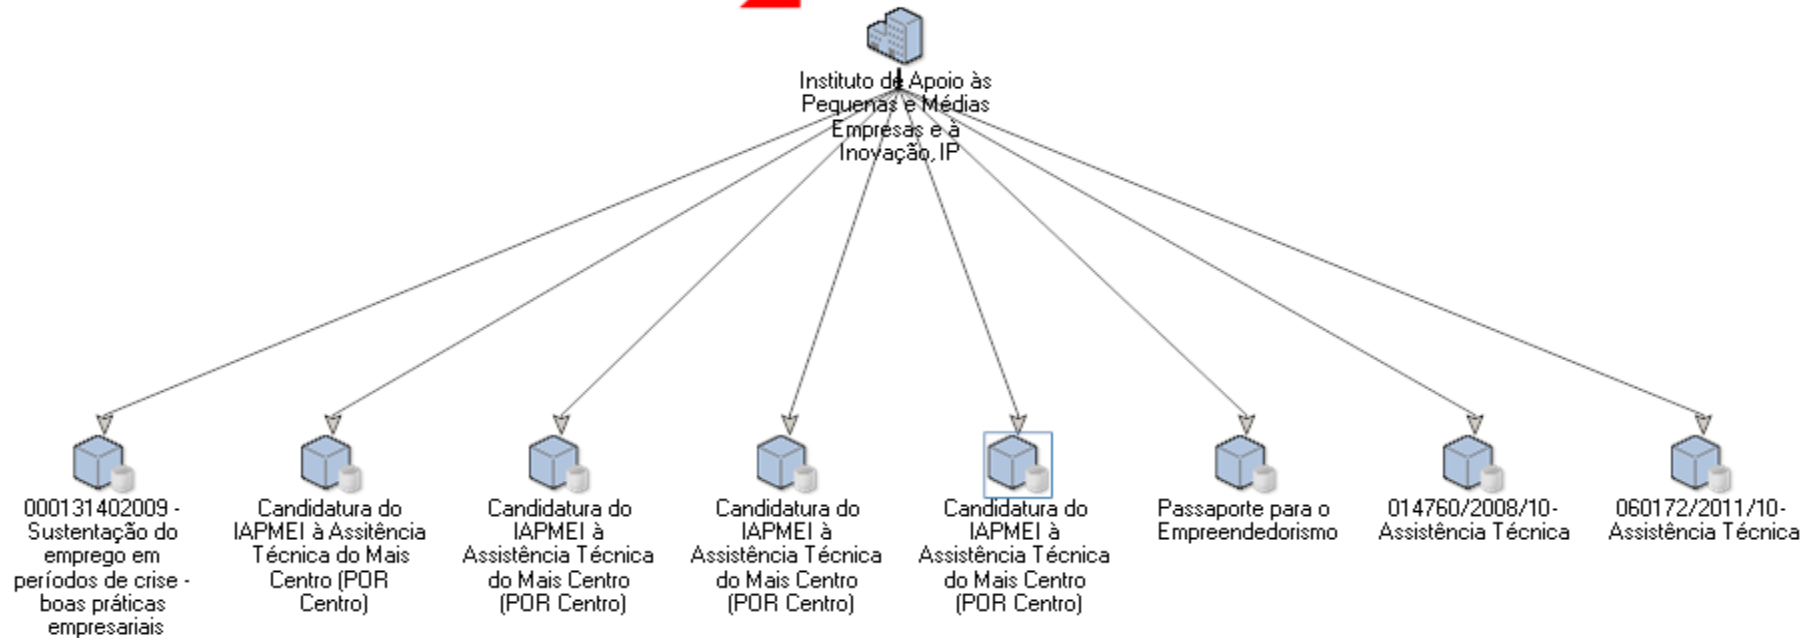 Instituto de Apoio às
Pequenas e Médias
Empresas e à
Inovação, IP
000131402009 -
Sustentação do
emprego em
períodos de crise -
boas práticas
empresariais
Candidatura do
IAPMEI à Assitência
Técnica do Mais
Centro (POR
Centro)
Candidatura do
IAPMEI à
Assistência Técnica
do Mais Centro
(POR Centro)
Candidatura do
IAPMEI à
Assistência Técnica
do Mais Centro
(POR Centro)
Candidatura do
IAPMEI à
Assistência Técnica
do Mais Centro
(POR Centro)
Passaporte para o
Empreendedorismo
014760/2008/10-
Assistência Técnica
060172/2011/10-
Assistência Técnica